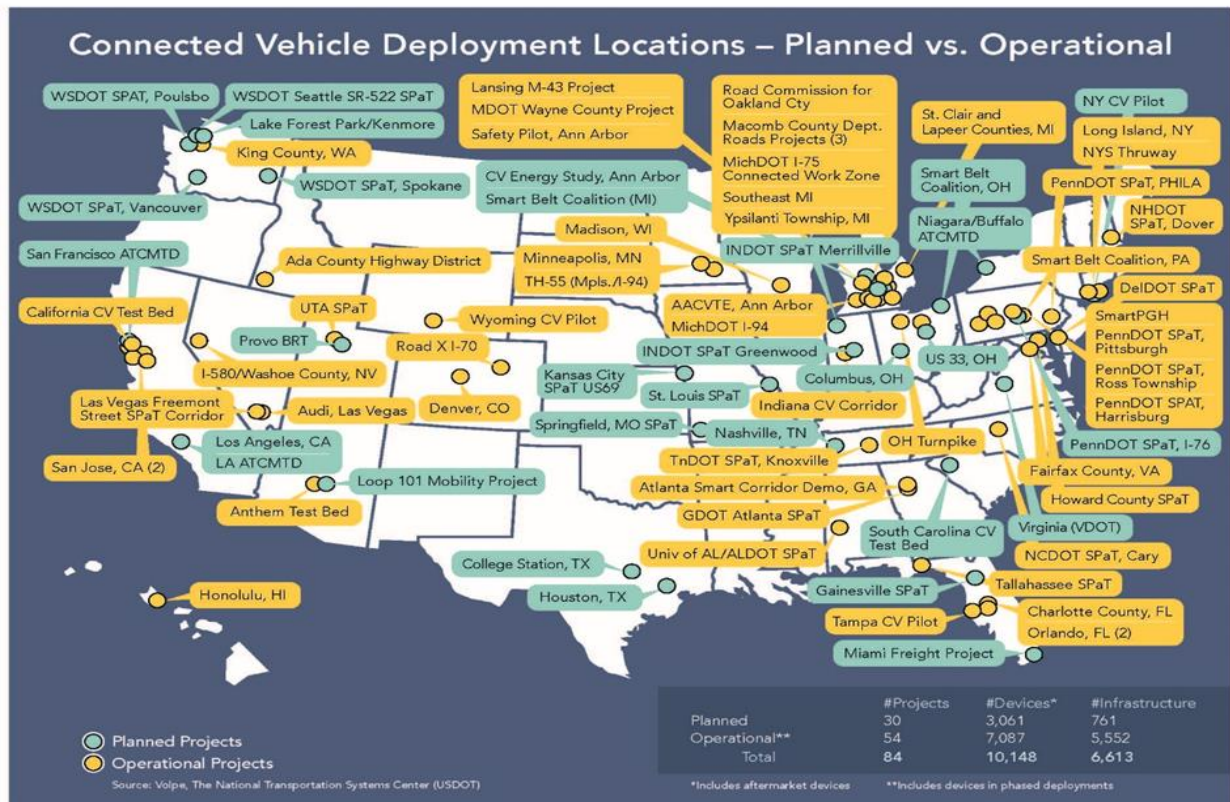 Connected Vehicle Deployment Locations – Planned vs. Operational
WSDOT SPAT, Poulsbo
WSDOT Seattle SR-522 SPaT
Lake Forest Park/Kenmore
King County, WA
WSDOT SPaT, Spokane
WSDOT SPaT, Vancouver
San Francisco ATCMTD
Ada County Highway District
California CV Test Bed
UTA SPaT
Provo BRT
I-580/Washoe County, NV
Las Vegas Freemont
Street SPaT Corridor
Audi, Las Vegas
Los Angeles, CA
LA ATCMTD
San Jose, CA (2)
Loop 101 Mobility Project
Anthem Test Bed
Honolulu, HI
Wyoming CV Pilot
Road X I-70
Denver, CO
Lansing M-43 Project
MDOT Wayne County Project
Safety Pilot, Ann Arbor
CV Energy Study, Ann Arbor
Smart Belt Coalition (MI)
Madison, WI
Minneapolis, MN
TH-55 (Mpls./I-94)
AACVTE, Ann Arbor
MichDOT I-94
INDOT SPaT Greenwood
Kansas City
SPaT US69
St. Louis SPaT
Springfield, MO SPaT
Nashville, TN
Indiana CV Corridor
Columbus, OH
US 33, OH
OH Turnpike
TnDOT SPaT, Knoxville
Atlanta Smart Corridor Demo, GA
GDOT Atlanta SPaT
Univ of AL/ALDOT SPaT
College Station, TX
Houston, TX
South Carolina CV
Test Bed
Gainesville SPaT
Tampa CV Pilot
Miami Freight Project
Tallahassee SPaT
Charlotte County, FL
Orlando, FL (2)
Road Commission for
Oakland Cty
Macomb County Dept.
Roads Projects (3)
MichDOT I-75
Connected Work Zone
Southeast MI
Ypsilanti Township, MI
INDOT SPaT Merrillville
St. Clair and
Lapeer Counties, MI
Smart Belt
Coalition, OH
Niagara/Buffalo
ATCMTD
NY CV Pilot
Long Island, NY
NYS Thruway
PennDOT SPaT, PHILA
NHDOT
SPaT, Dover
Smart Belt Coalition, PA
DelDOT SPaT
SmartPGH
PennDOT SPaT,
Pittsburgh
PennDOT SPaT,
Ross Township
PennDOT SPAT,
Harrisburg
PennDOT SPaT, I-76
Fairfax County, VA
Howard County SPaT
Virginia (VDOT)
NCDOT SPaT, Cary
#Projects #Devices* #Infrastructure
Planned 30 3,061 761
Operational** 54 7,087 5,552
Total 84 10,148 6,613
*Includes aftermarket devices **Includes devices in phased deployments
Planned Projects
Operational Projects
Source: Volpe, The National Transportation Systems Center (USDOT)